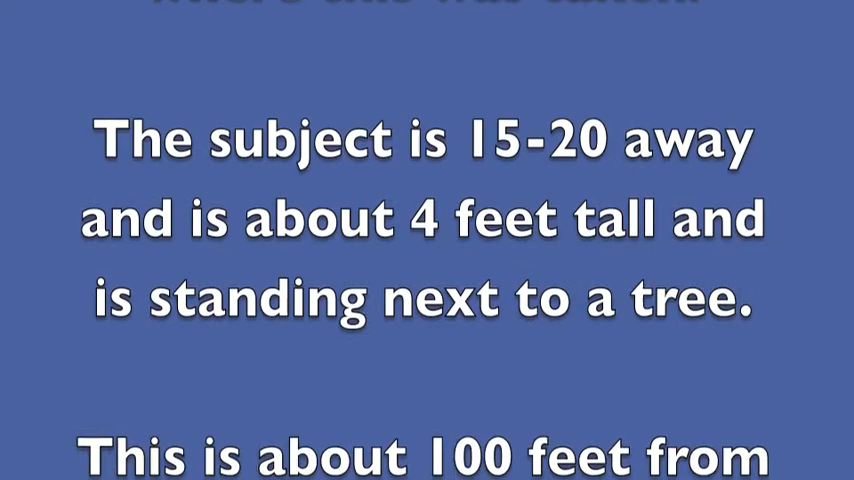 The subject is 15-20 away
and is about 4 feet tall and
is standing next to a tree.
This is about 100 feet from